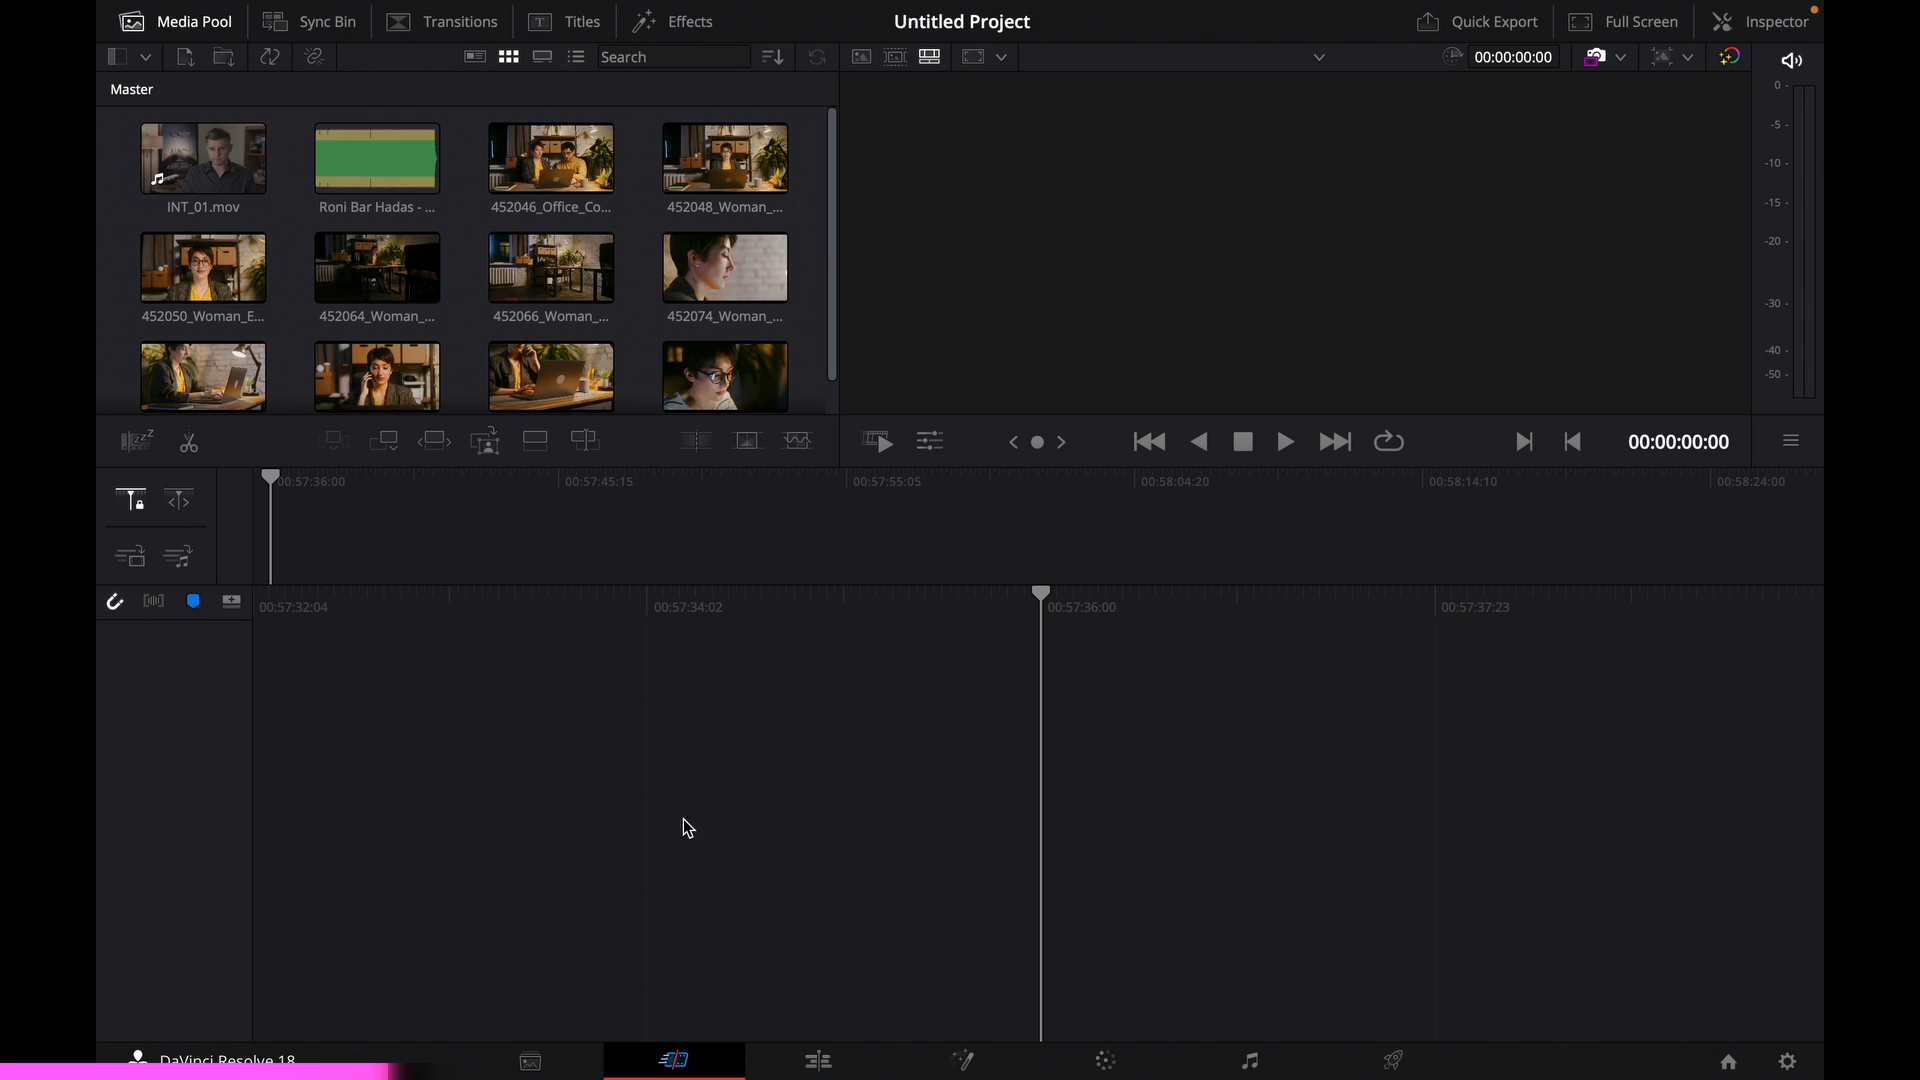 Media Pool Sync Bin Transitions Titles Effects Untitled Project Quick Export Full Screen Inspector
Search 00:00:00:00
Master
0 -
-5 -
-10 -
-15 -
-20 -
-30 -
-40 -
-50 -
INT_01.mov Roni Bar Hadas - ... 452046_Office_Co... 452048_Woman_...
452050_Woman_E... 452064_Woman_... 452066_Woman_... 452074_Woman_...
00:00:00:00
00:57:36:00 00:57:45:15 00:57:55:05 00:58:04:20 00:58:14:10 00:58:24:00
00:57:32:04 00:57:34:02 00:57:36:00 00:57:37:23
DaVinci Resolve 18